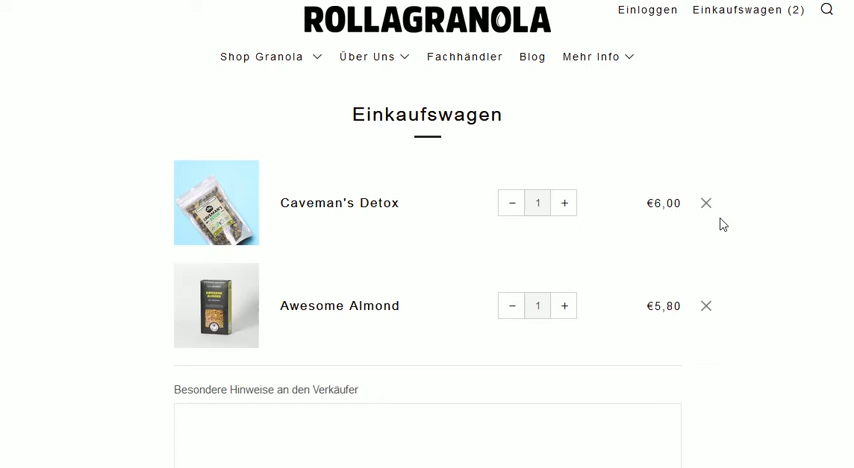 ROLLAGRANOLA
Einloggen Einkaufswagen (2)
Shop Granola Über Uns Fachhändler Blog Mehr Info
Einkaufswagen
Caveman's Detox − 1 + €6,00
Awesome Almond − 1 + €5,80
Besondere Hinweise an den Verkäufer